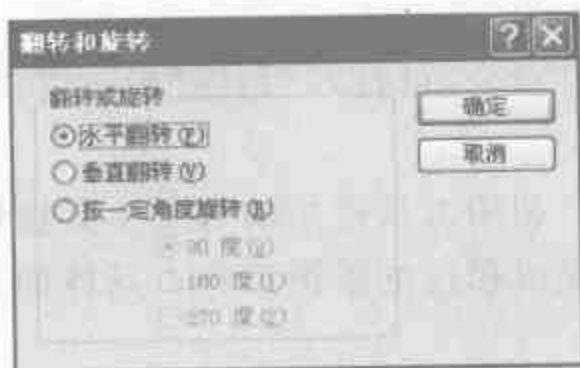 翻转和旋转
翻转或旋转
水平翻转(F)
确定
垂直翻转(V)
取消
按一定角度旋转(R)
90 度(9)
180 度(1)
270 度(2)